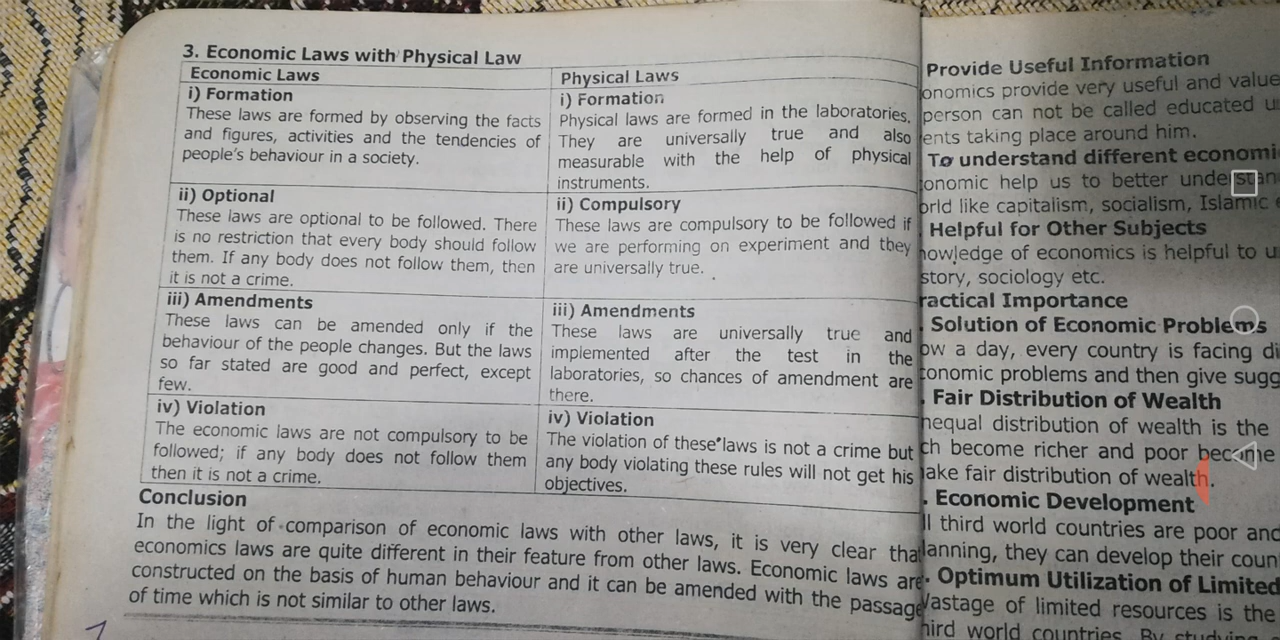 3. Economic Laws with Physical Law
Economic Laws
i) Formation
These laws are formed by observing the facts
and figures, activities and the tendencies of
people's behaviour in a society.
Physical Laws
i) Formation
Physical laws are formed in the laboratories.
They are universally true and also
measurable with the help of physical
instruments.
ii) Optional
These laws are optional to be followed. There
is no restriction that every body should follow
them. If any body does not follow them, then
it is not a crime.
ii) Compulsory
These laws are compulsory to be followed if
we are performing on experiment and they
are universally true.
iii) Amendments
These laws can be amended only if the
behaviour of the people changes. But the laws
so far stated are good and perfect, except
few.
iii) Amendments
These laws are universally true and
implemented after the test in the
laboratories, so chances of amendment are
there.
iv) Violation
The economic laws are not compulsory to be
followed; if any body does not follow them
then it is not a crime.
iv) Violation
The violation of these laws is not a crime but
any body violating these rules will not get his
objectives.
Conclusion
In the light of comparison of economic laws with other laws, it is very clear tha
economics laws are quite different in their feature from other laws. Economic laws are
constructed on the basis of human behaviour and it can be amended with the passage
of time which is not similar to other laws.
Provide Useful Information
onomics provide very useful and value
person can not be called educated u
ents taking place around him.
To understand different economi
onomic help us to better understan
orld like capitalism, socialism, Islamic
Helpful for Other Subjects
nowledge of economics is helpful to u
story, sociology etc.
ractical Importance
Solution of Economic Problems
ow a day, every country is facing di
conomic problems and then give sugg
Fair Distribution of Wealth
nequal distribution of wealth is the
ch become richer and poor become
ake fair distribution of wealth.
Economic Development
ll third world countries are poor and
lanning, they can develop their coun
Optimum Utilization of Limited
Wastage of limited resources is the
hird world countries. By studying